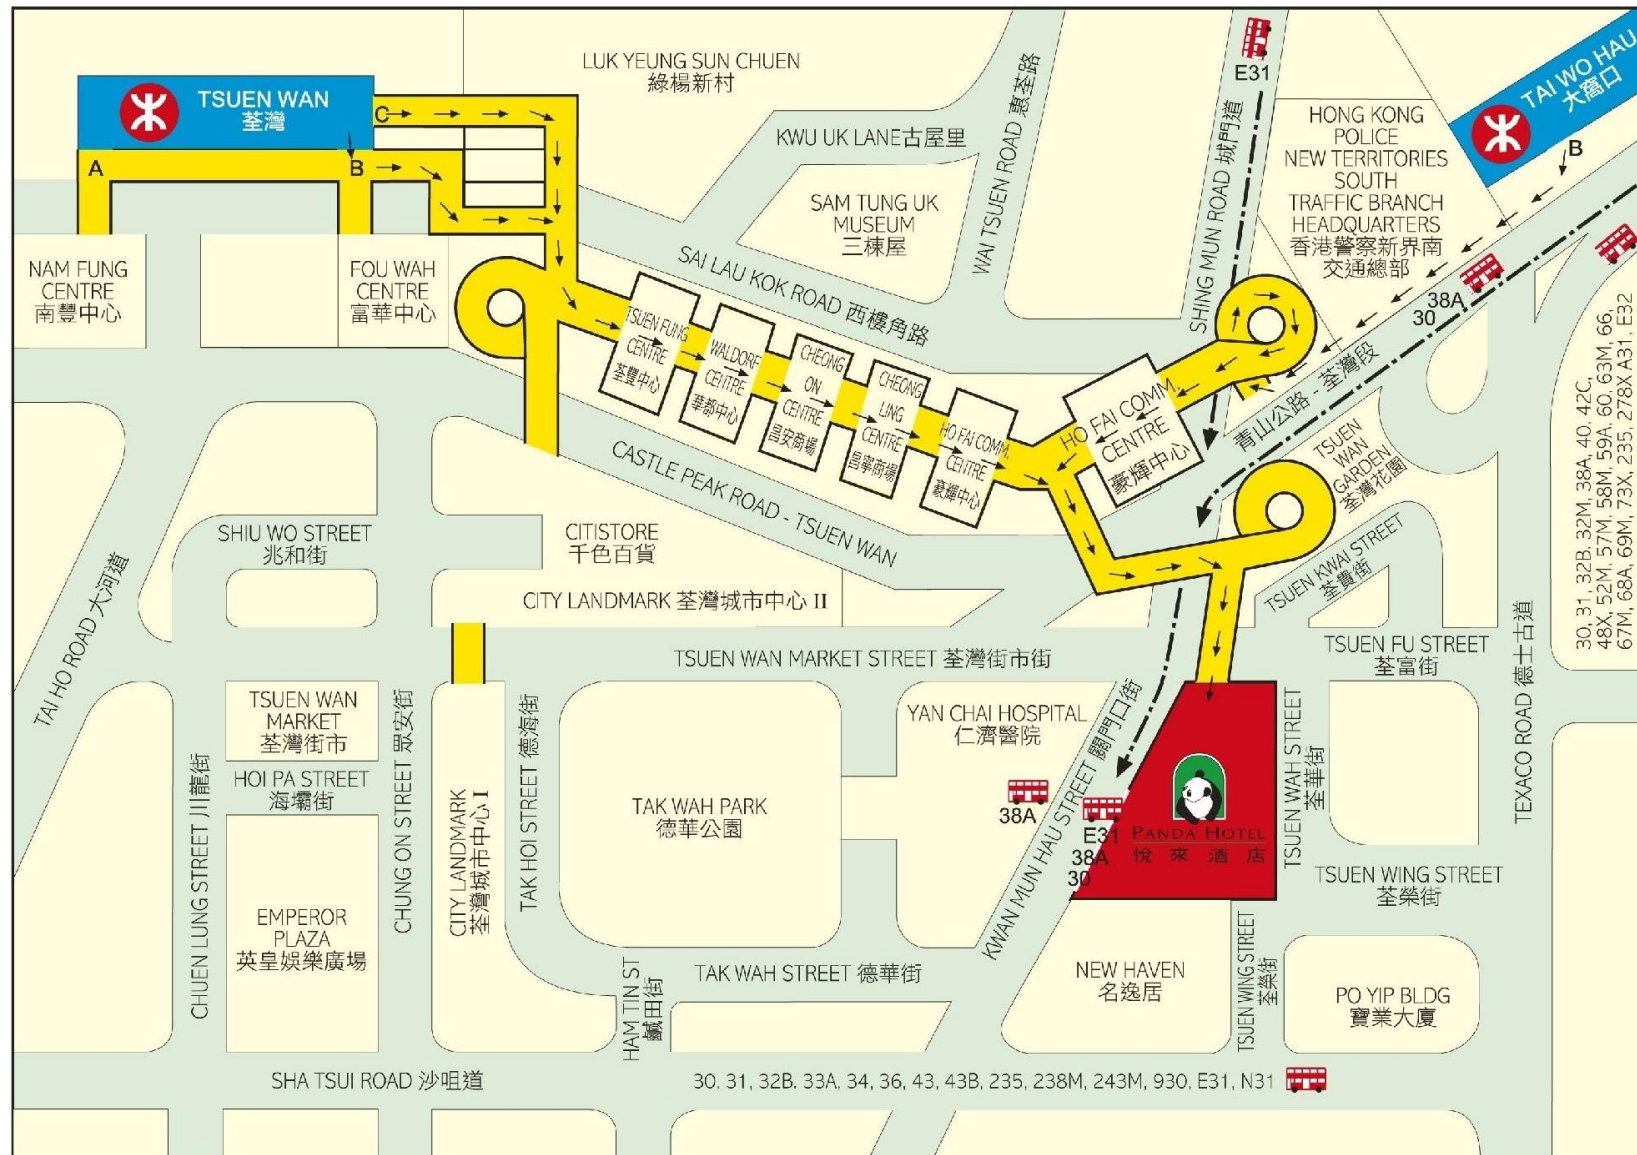 LUK YEUNG SUN CHUEN
綠楊新村
E31
TAI WO HAU
大窩口
B
TSUEN WAN
荃灣
C
A
B
KWU UK LANE古屋里
WAI TSUEN ROAD 惠荃路
SHING MUN ROAD 城門道
HONG KONG
POLICE
NEW TERRITORIES
SOUTH
TRAFFIC BRANCH
HEADQUARTERS
香港警察新界南
交通總部
SAM TUNG UK
MUSEUM
三棟屋
NAM FUNG
CENTRE
南豐中心
FOU WAH
CENTRE
富華中心
SAI LAU KOK ROAD 西樓角路
38A
30
30, 31, 32B. 32M, 38A, 40. 42C,
48X, 52M, 57M, 58M, 59A. 60. 63M, 66,
67M, 68A, 69M, 73X, 235, 278X A31. E32
TSUEN FUNG
CENTRE
荃豐中心
WALDORF
CENTRE
華都中心
CHEONG
ON
CENTRE
昌安商場
CHEONG
LING
CENTRE
昌寧商場
HO FAI COMM.
CENTRE
豪輝中心
HO FAI COMM.
CENTRE
豪輝中心
青山公路 - 荃灣段
TSUEN
WAN
GARDEN
荃灣花園
CASTLE PEAK ROAD - TSUEN WAN
SHIU WO STREET
兆和街
CITISTORE
千色百貨
CITY LANDMARK 荃灣城市中心 II
TSUEN KWAI STREET
荃貴街
TAI HO ROAD 大河道
TSUEN WAN MARKET STREET 荃灣街市街
TSUEN FU STREET
荃富街
TEXACO ROAD 德士古道
TSUEN WAN
MARKET
荃灣街市
HOI PA STREET
海壩街
CHUEN LUNG STREET 川龍街
CHUNG ON STREET 眾安街
CITY LANDMARK
荃灣城市中心 I
TAK HOI STREET 德海街
TAK WAH PARK
德華公園
YAN CHAI HOSPITAL
仁濟醫院
38A
KWAN MUN HAU STREET 關門口街
E31
38A
30
PANDA HOTEL
悅來酒店
TSUEN WAH STREET
荃華街
TSUEN WING STREET
荃榮街
EMPEROR
PLAZA
英皇娛樂廣場
HAM TIN ST
鹹田街
TAK WAH STREET 德華街
NEW HAVEN
名逸居
TSUEN WING STREET
荃榮街
PO YIP BLDG
寶業大廈
SHA TSUI ROAD 沙咀道
30. 31, 32B. 33A, 34, 36, 43, 43B, 235, 238M, 243M, 930, E31, N31